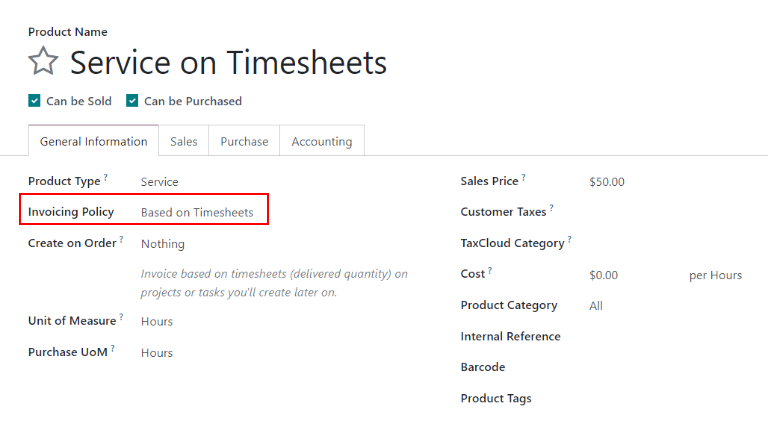 Product Name
Service on Timesheets
Can be Sold Can be Purchased
General Information Sales Purchase Accounting
Product Type ? Service
Sales Price ? $50.00
Invoicing Policy Based on Timesheets
Customer Taxes ?
Create on Order ? Nothing
TaxCloud Category ?
Invoice based on timesheets (delivered quantity) on
projects or tasks you'll create later on.
Cost ? $0.00 per Hours
Product Category All
Unit of Measure ? Hours
Internal Reference
Purchase UoM ? Hours
Barcode
Product Tags